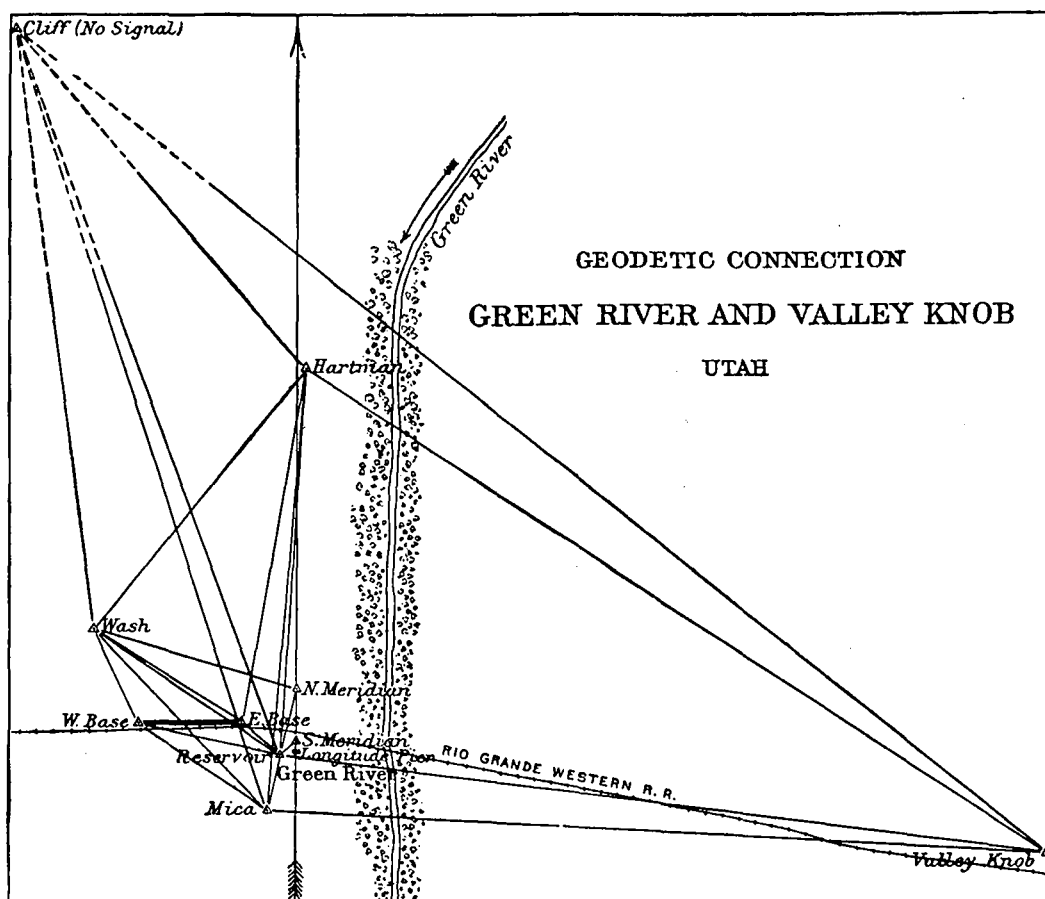 Cliff (No Signal)
Green River
GEODETIC CONNECTION
GREEN RIVER AND VALLEY KNOB
UTAH
Hartman
Wash
N. Meridian
W. Base
E. Base
S. Meridian
Reservoir
Longitude Pier
RIO GRANDE WESTERN R.R.
Green River
Mica
Valley Knob